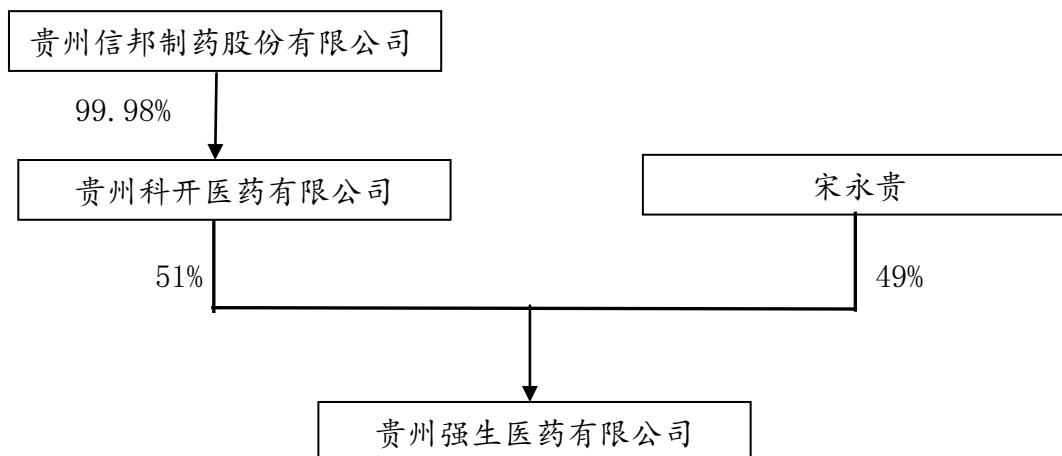 贵州信邦制药股份有限公司
99.98%
贵州科开医药有限公司
宋永贵
51%
49%
贵州强生医药有限公司